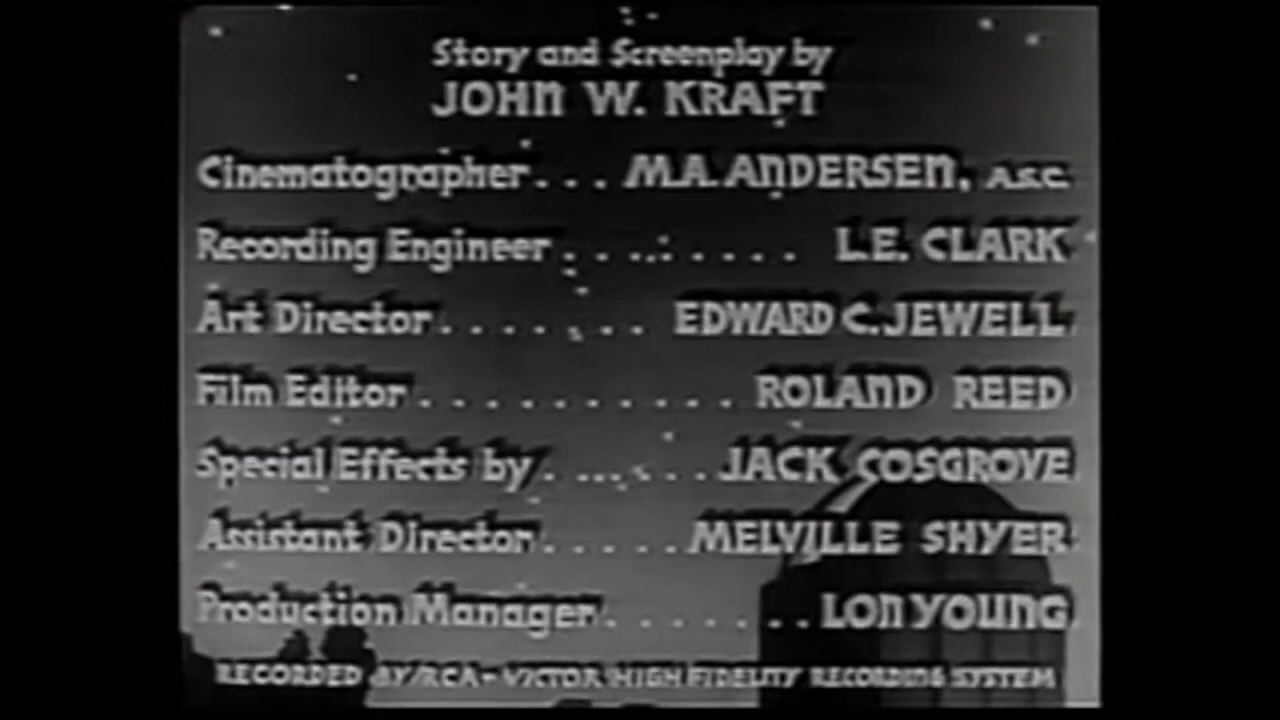 Story and Screenplay by
JOHN W. KRAFT
Cinematographer . . . M.A. ANDERSEN, A.S.C.
Recording Engineer . . . . . . . . . L.E. CLARK
Art Director . . . . . . . EDWARD C. JEWELL
Film Editor . . . . . . . . . . . ROLAND REED
Special Effects by . . . . . . . JACK COSGROVE
Assistant Director . . . . . MELVILLE SHYER
Production Manager . . . . . . . LON YOUNG
RECORDED BY RCA-VICTOR HIGH FIDELITY RECORDING SYSTEM